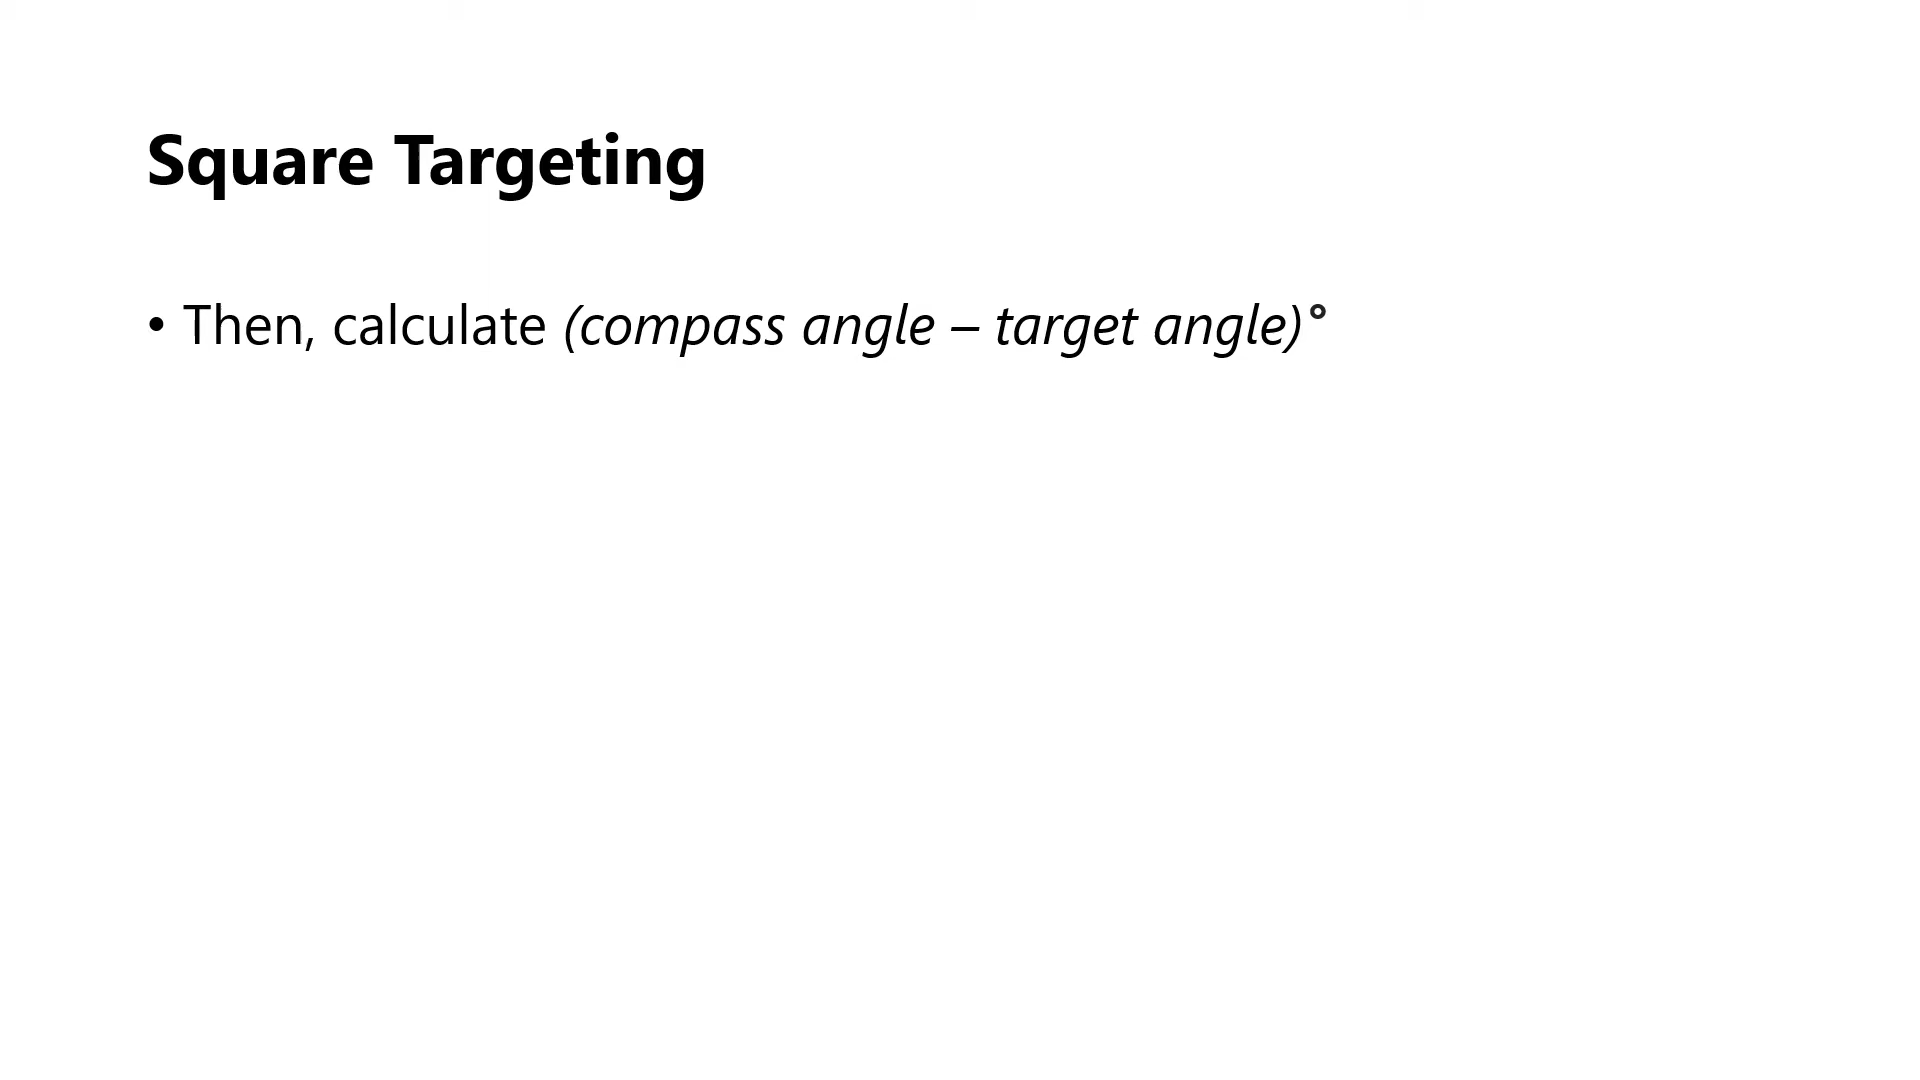 Square Targeting
• Then, calculate (compass angle – target angle)°